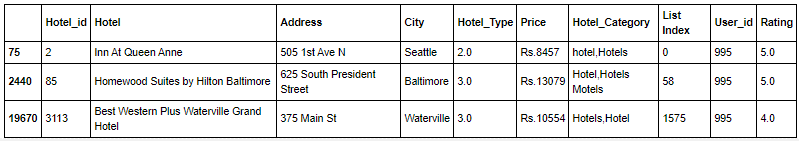 Hotel_id Hotel Address City Hotel_Type Price Hotel_Category List Index User_id Rating
75 2 Inn At Queen Anne 505 1st Ave N Seattle 2.0 Rs.8457 hotel,Hotels 0 995 5.0
2440 85 Homewood Suites by Hilton Baltimore 625 South President Street Baltimore 3.0 Rs.13079 Hotel,Hotels Motels 58 995 5.0
19670 3113 Best Western Plus Waterville Grand Hotel 375 Main St Waterville 3.0 Rs.10554 Hotels,Hotel 1575 995 4.0